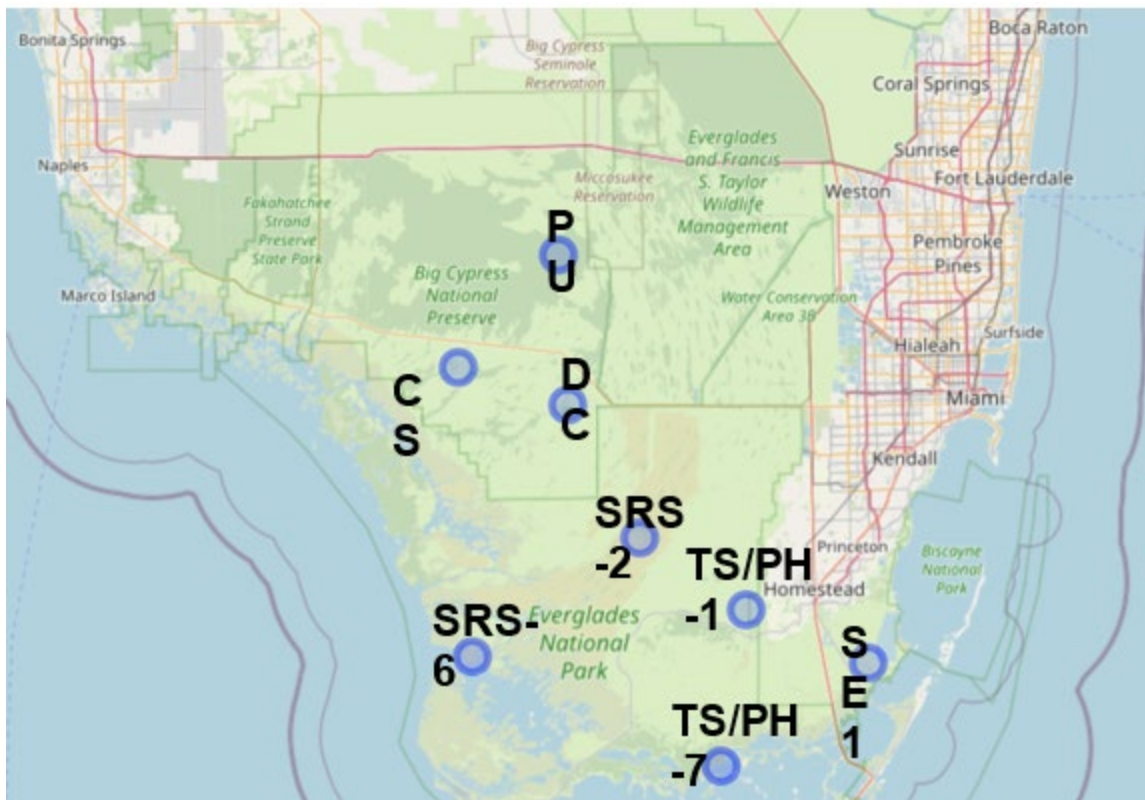 Boca Raton
Bonita Springs
Big Cypress
Seminole
Reservation
Coral Springs
Everglades
and Francis
S. Taylor
Wildlife
Management
Area
Sunrise
Naples
Miccosukee
Reservation
Fort Lauderdale
Weston
Fakahatchee
Strand
Preserve
State Park
P
U
Pembroke
Pines
Big Cypress
National
Preserve
Marco Island
Water Conservation
Area 3B
Surfside
Hialeah
C
S
D
C
Miami
Kendall
SRS
-2
Princeton
TS/PH
-1
Biscayne
National
Park
Homestead
SRS-
6
Everglades
National
Park
S
E
1
TS/PH
-7